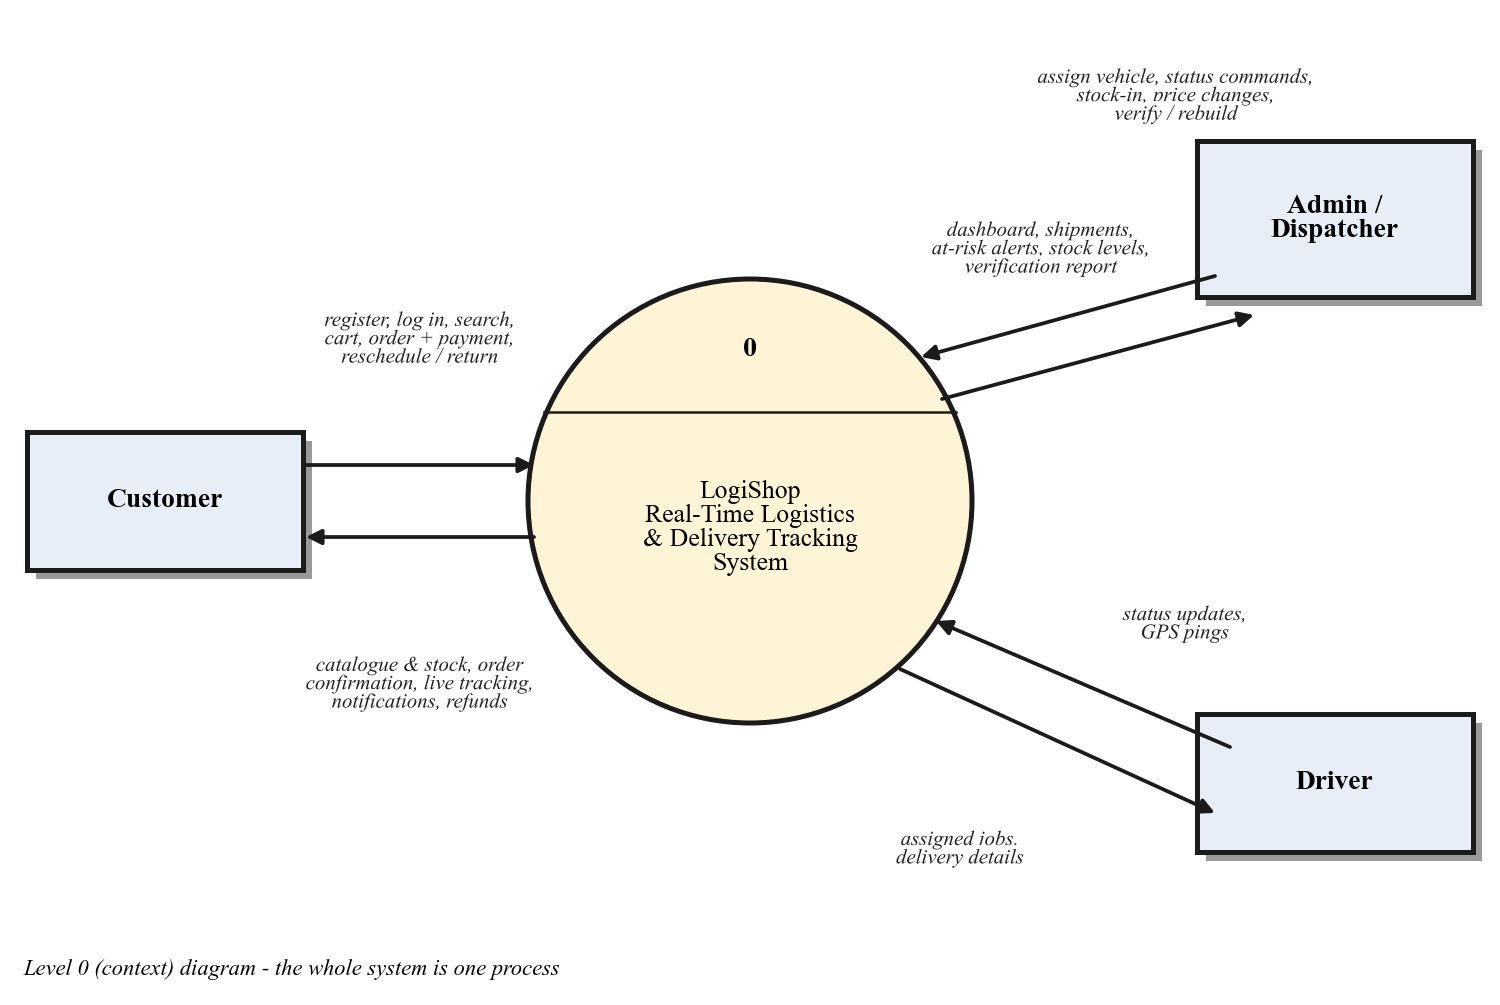 assign vehicle, status commands,
stock-in, price changes,
verify / rebuild
Admin /
Dispatcher
dashboard, shipments,
at-risk alerts, stock levels,
verification report
register, log in, search,
cart, order + payment,
reschedule / return
0
Customer
LogiShop
Real-Time Logistics
& Delivery Tracking
System
status updates,
GPS pings
catalogue & stock, order
confirmation, live tracking,
notifications, refunds
Driver
assigned jobs,
delivery details
Level 0 (context) diagram - the whole system is one process